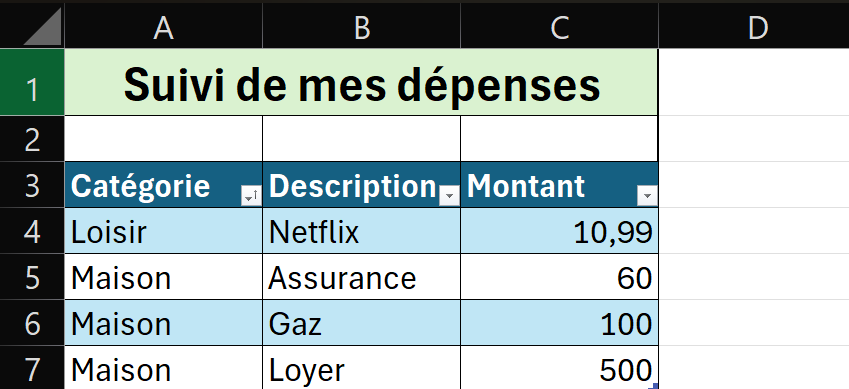 A B C D
1 Suivi de mes dépenses
2
3 Catégorie Description Montant
4 Loisir Netflix 10,99
5 Maison Assurance 60
6 Maison Gaz 100
7 Maison Loyer 500